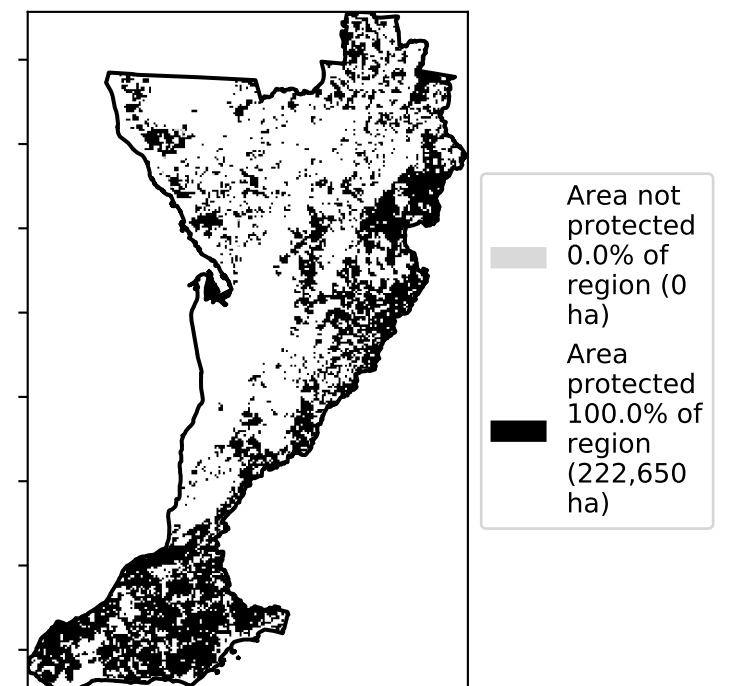 Area not
protected
0.0% of
region (0
ha)
Area
protected
100.0% of
region
(222,650
ha)